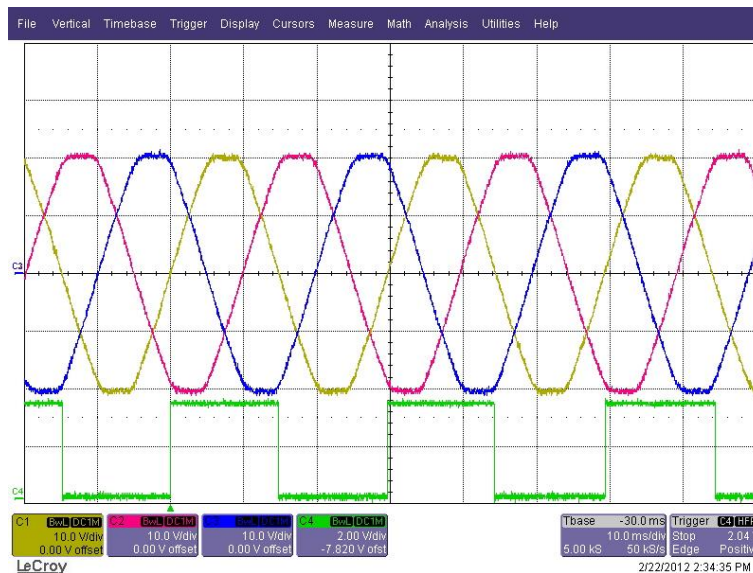 File Vertical Timebase Trigger Display Cursors Measure Math Analysis Utilities Help
C3
C4
C1 BwL DC1M
10.0 V/div
0.00 V offset
C2 BwL DC1M
10.0 V/div
0.00 V offset
BwL DC1M
10.0 V/div
0.00 V offset
C4 BwL DC1M
2.00 V/div
-7.820 V ofst
Tbase -30.0 ms
10.0 ms/div
5.00 kS 50 kS/s
Trigger C4 HFR
Stop 2.04
Edge Positiv
LeCroy
2/22/2012 2:34:35 PM